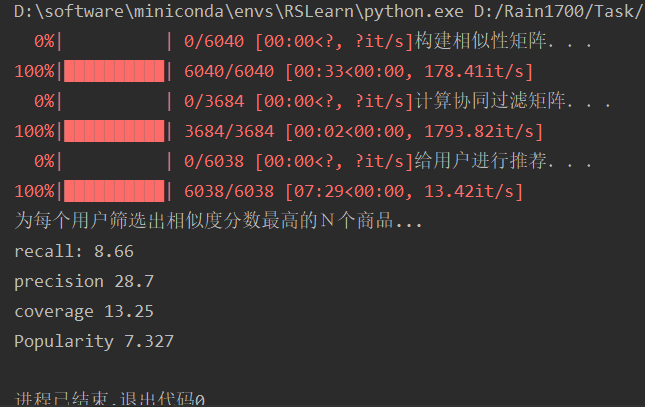 D:\software\miniconda\envs\RSLearn\python.exe D:/Rain1700/Task/
0%| | 0/6040 [00:00<?, ?it/s]构建相似性矩阵...
100%|██████████| 6040/6040 [00:33<00:00, 178.41it/s]
0%| | 0/3684 [00:00<?, ?it/s]计算协同过滤矩阵...
100%|██████████| 3684/3684 [00:02<00:00, 1793.82it/s]
0%| | 0/6038 [00:00<?, ?it/s]给用户进行推荐...
100%|██████████| 6038/6038 [07:29<00:00, 13.42it/s]
为每个用户筛选出相似度分数最高的N个商品...
recall: 8.66
precision 28.7
coverage 13.25
Popularity 7.327
进程已结束,退出代码0